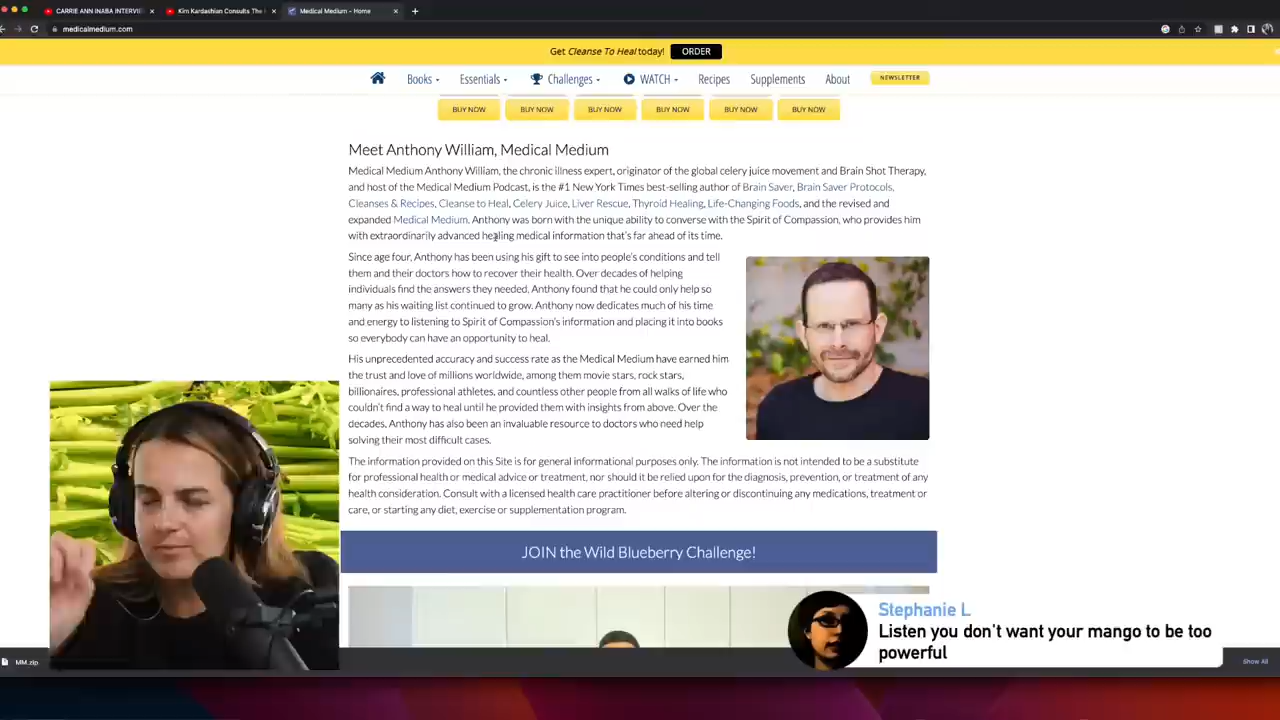 CARRIE ANN INABA INTERVI
Kim Kardashian Consults The
Medical Medium - Home
medicalmedium.com
Get Cleanse To Heal today! ORDER
Books Essentials Challenges WATCH Recipes Supplements About NEWSLETTER
BUY NOW BUY NOW BUY NOW BUY NOW BUY NOW BUY NOW
Meet Anthony William, Medical Medium
Medical Medium Anthony William, the chronic illness expert, originator of the global celery juice movement and Brain Shot Therapy,
and host of the Medical Medium Podcast, is the #1 New York Times best-selling author of Brain Saver, Brain Saver Protocols,
Cleanses & Recipes, Cleanse to Heal, Celery Juice, Liver Rescue, Thyroid Healing, Life-Changing Foods, and the revised and
expanded Medical Medium. Anthony was born with the unique ability to converse with the Spirit of Compassion, who provides him
with extraordinarily advanced healing medical information that's far ahead of its time.
Since age four, Anthony has been using his gift to see into people's conditions and tell
them and their doctors how to recover their health. Over decades of helping
individuals find the answers they needed, Anthony found that he could only help so
many as his waiting list continued to grow. Anthony now dedicates much of his time
and energy to listening to Spirit of Compassion's information and placing it into books
so everybody can have an opportunity to heal.
His unprecedented accuracy and success rate as the Medical Medium have earned him
the trust and love of millions worldwide, among them movie stars, rock stars,
billionaires, professional athletes, and countless other people from all walks of life who
couldn't find a way to heal until he provided them with insights from above. Over the
decades, Anthony has also been an invaluable resource to doctors who need help
solving their most difficult cases.
The information provided on this Site is for general informational purposes only. The information is not intended to be a substitute
for professional health or medical advice or treatment, nor should it be relied upon for the diagnosis, prevention, or treatment of any
health consideration. Consult with a licensed health care practitioner before altering or discontinuing any medications, treatment or
care, or starting any diet, exercise or supplementation program.
JOIN the Wild Blueberry Challenge!
Stephanie L
Listen you don't want your mango to be too
powerful
MM.zip
Show All